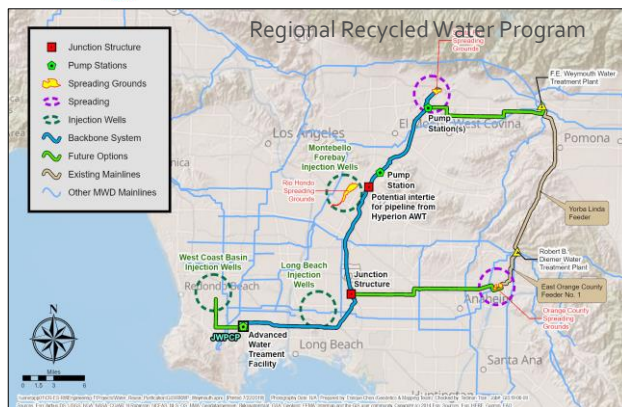 Regional Recycled Water Program
Junction Structure
Pump Stations
Spreading Grounds
Spreading
Injection Wells
Backbone System
Future Options
Existing Mainlines
Other MWD Mainlines
Spreading
Grounds
F.E. Weymouth Water
Treatment Plant
Los Angeles
El
West Covina
Pump
Station(s)
Pomona
Montebello
Forebay
Injection Wells
Rio Hondo
Spreading
Grounds
Pump
Station
Potential intertie
for pipeline from
Hyperion AWT
Yorba Linda
Feeder
Robert B.
Diemer Water
Treatment Plant
West Coast Basin
Injection Wells
Redondo Beach
Long Beach
Injection
Wells
Junction
Structure
Anaheim
East Orange County
Feeder No. 1
Orange County
Spreading
Grounds
JWPCP
Advanced
Water
Treament
Facility
Long Beach
Santa Ana
N
Miles
0 1.5 3 6